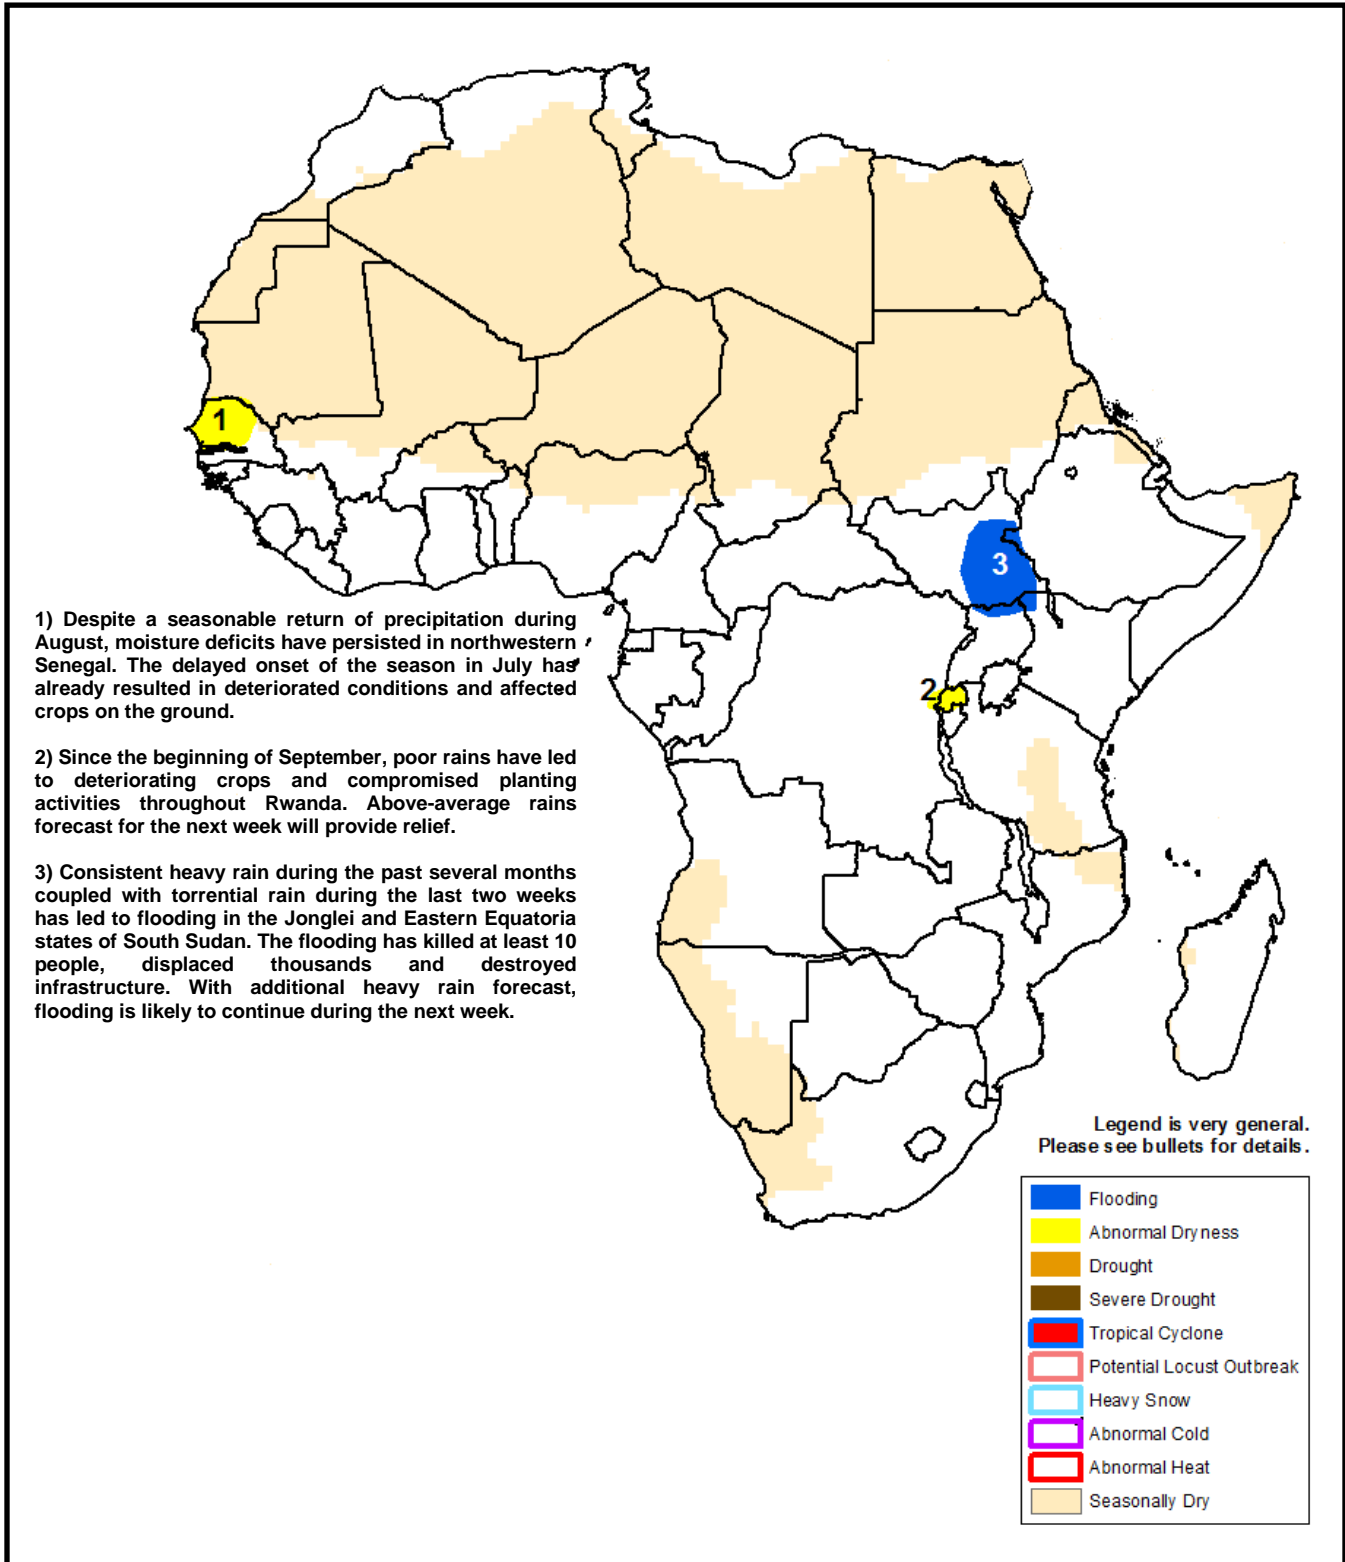 1
3
2
1) Despite a seasonable return of precipitation during
August, moisture deficits have persisted in northwestern
Senegal. The delayed onset of the season in July has
already resulted in deteriorated conditions and affected
crops on the ground.
2) Since the beginning of September, poor rains have led
to deteriorating crops and compromised planting
activities throughout Rwanda. Above-average rains
forecast for the next week will provide relief.
3) Consistent heavy rain during the past several months
coupled with torrential rain during the last two weeks
has led to flooding in the Jonglei and Eastern Equatoria
states of South Sudan. The flooding has killed at least 10
people, displaced thousands and destroyed
infrastructure. With additional heavy rain forecast,
flooding is likely to continue during the next week.
Legend is very general.
Please see bullets for details.
Flooding
Abnormal Dryness
Drought
Severe Drought
Tropical Cyclone
Potential Locust Outbreak
Heavy Snow
Abnormal Cold
Abnormal Heat
Seasonally Dry